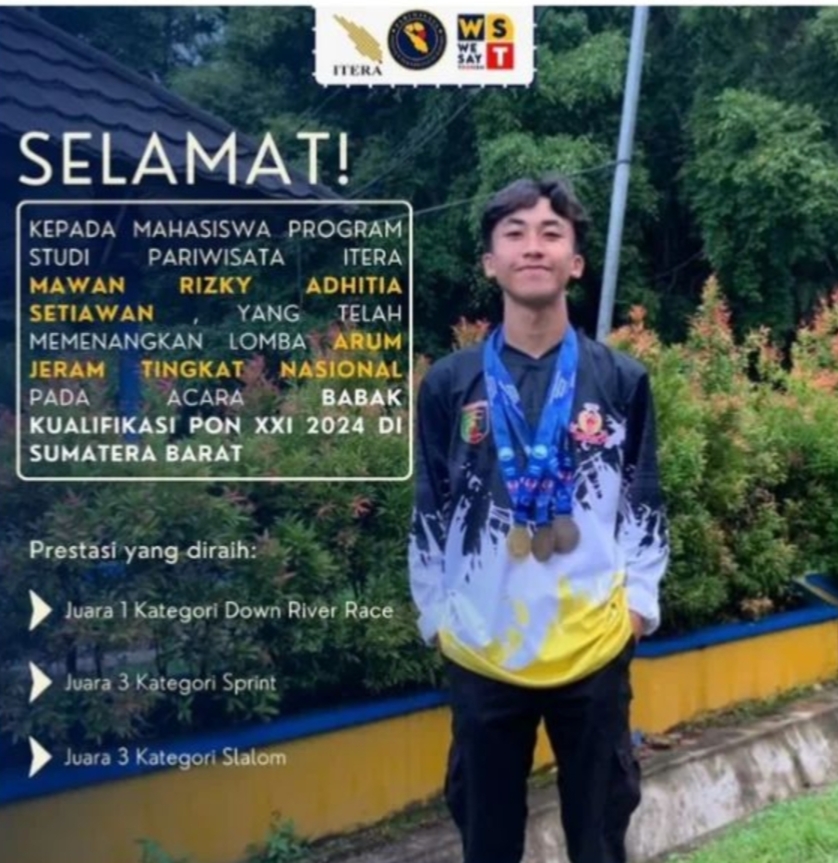 ITERA
WS
WE
SAY
T
SELAMAT!
KEPADA MAHASISWA PROGRAM
STUDI PARIWISATA ITERA
MAWAN RIZKY ADHITIA
SETIAWAN , YANG TELAH
MEMENANGKAN LOMBA ARUM
JERAM TINGKAT NASIONAL
PADA ACARA BABAK
KUALIFIKASI PON XXI 2024 DI
SUMATERA BARAT
Prestasi yang diraih:
Juara 1 Kategori Down River Race
Juara 3 Kategori Sprint
Juara 3 Kategori Slalom